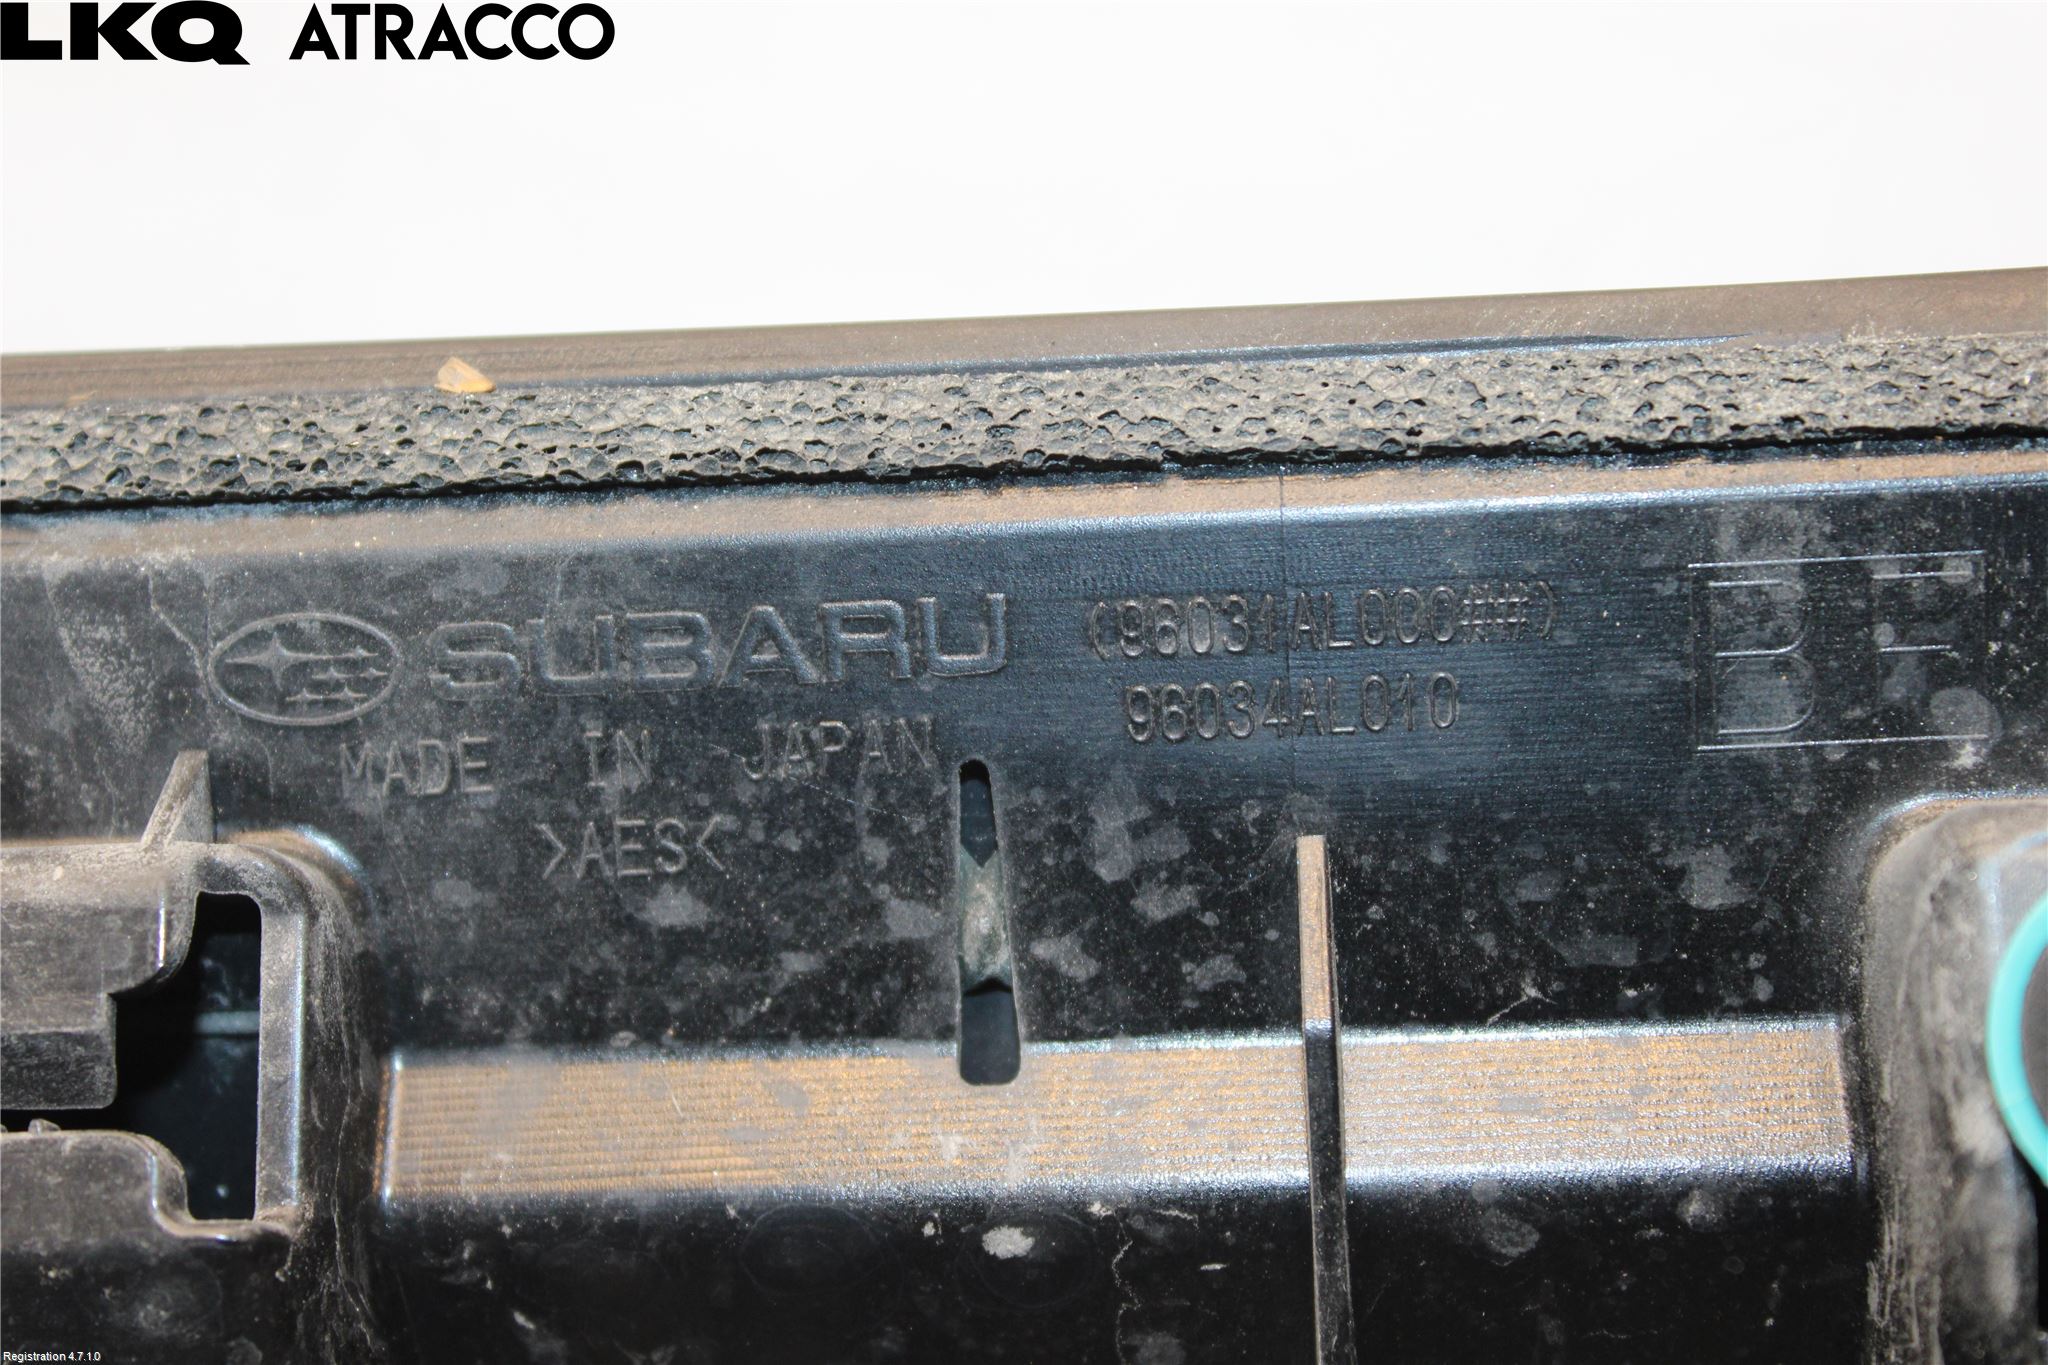 LKQ ATRACCO
SUBARU (96031AL000##)
MADE IN JAPAN 96034AL010
>AES<
Registration 4.7.1.0